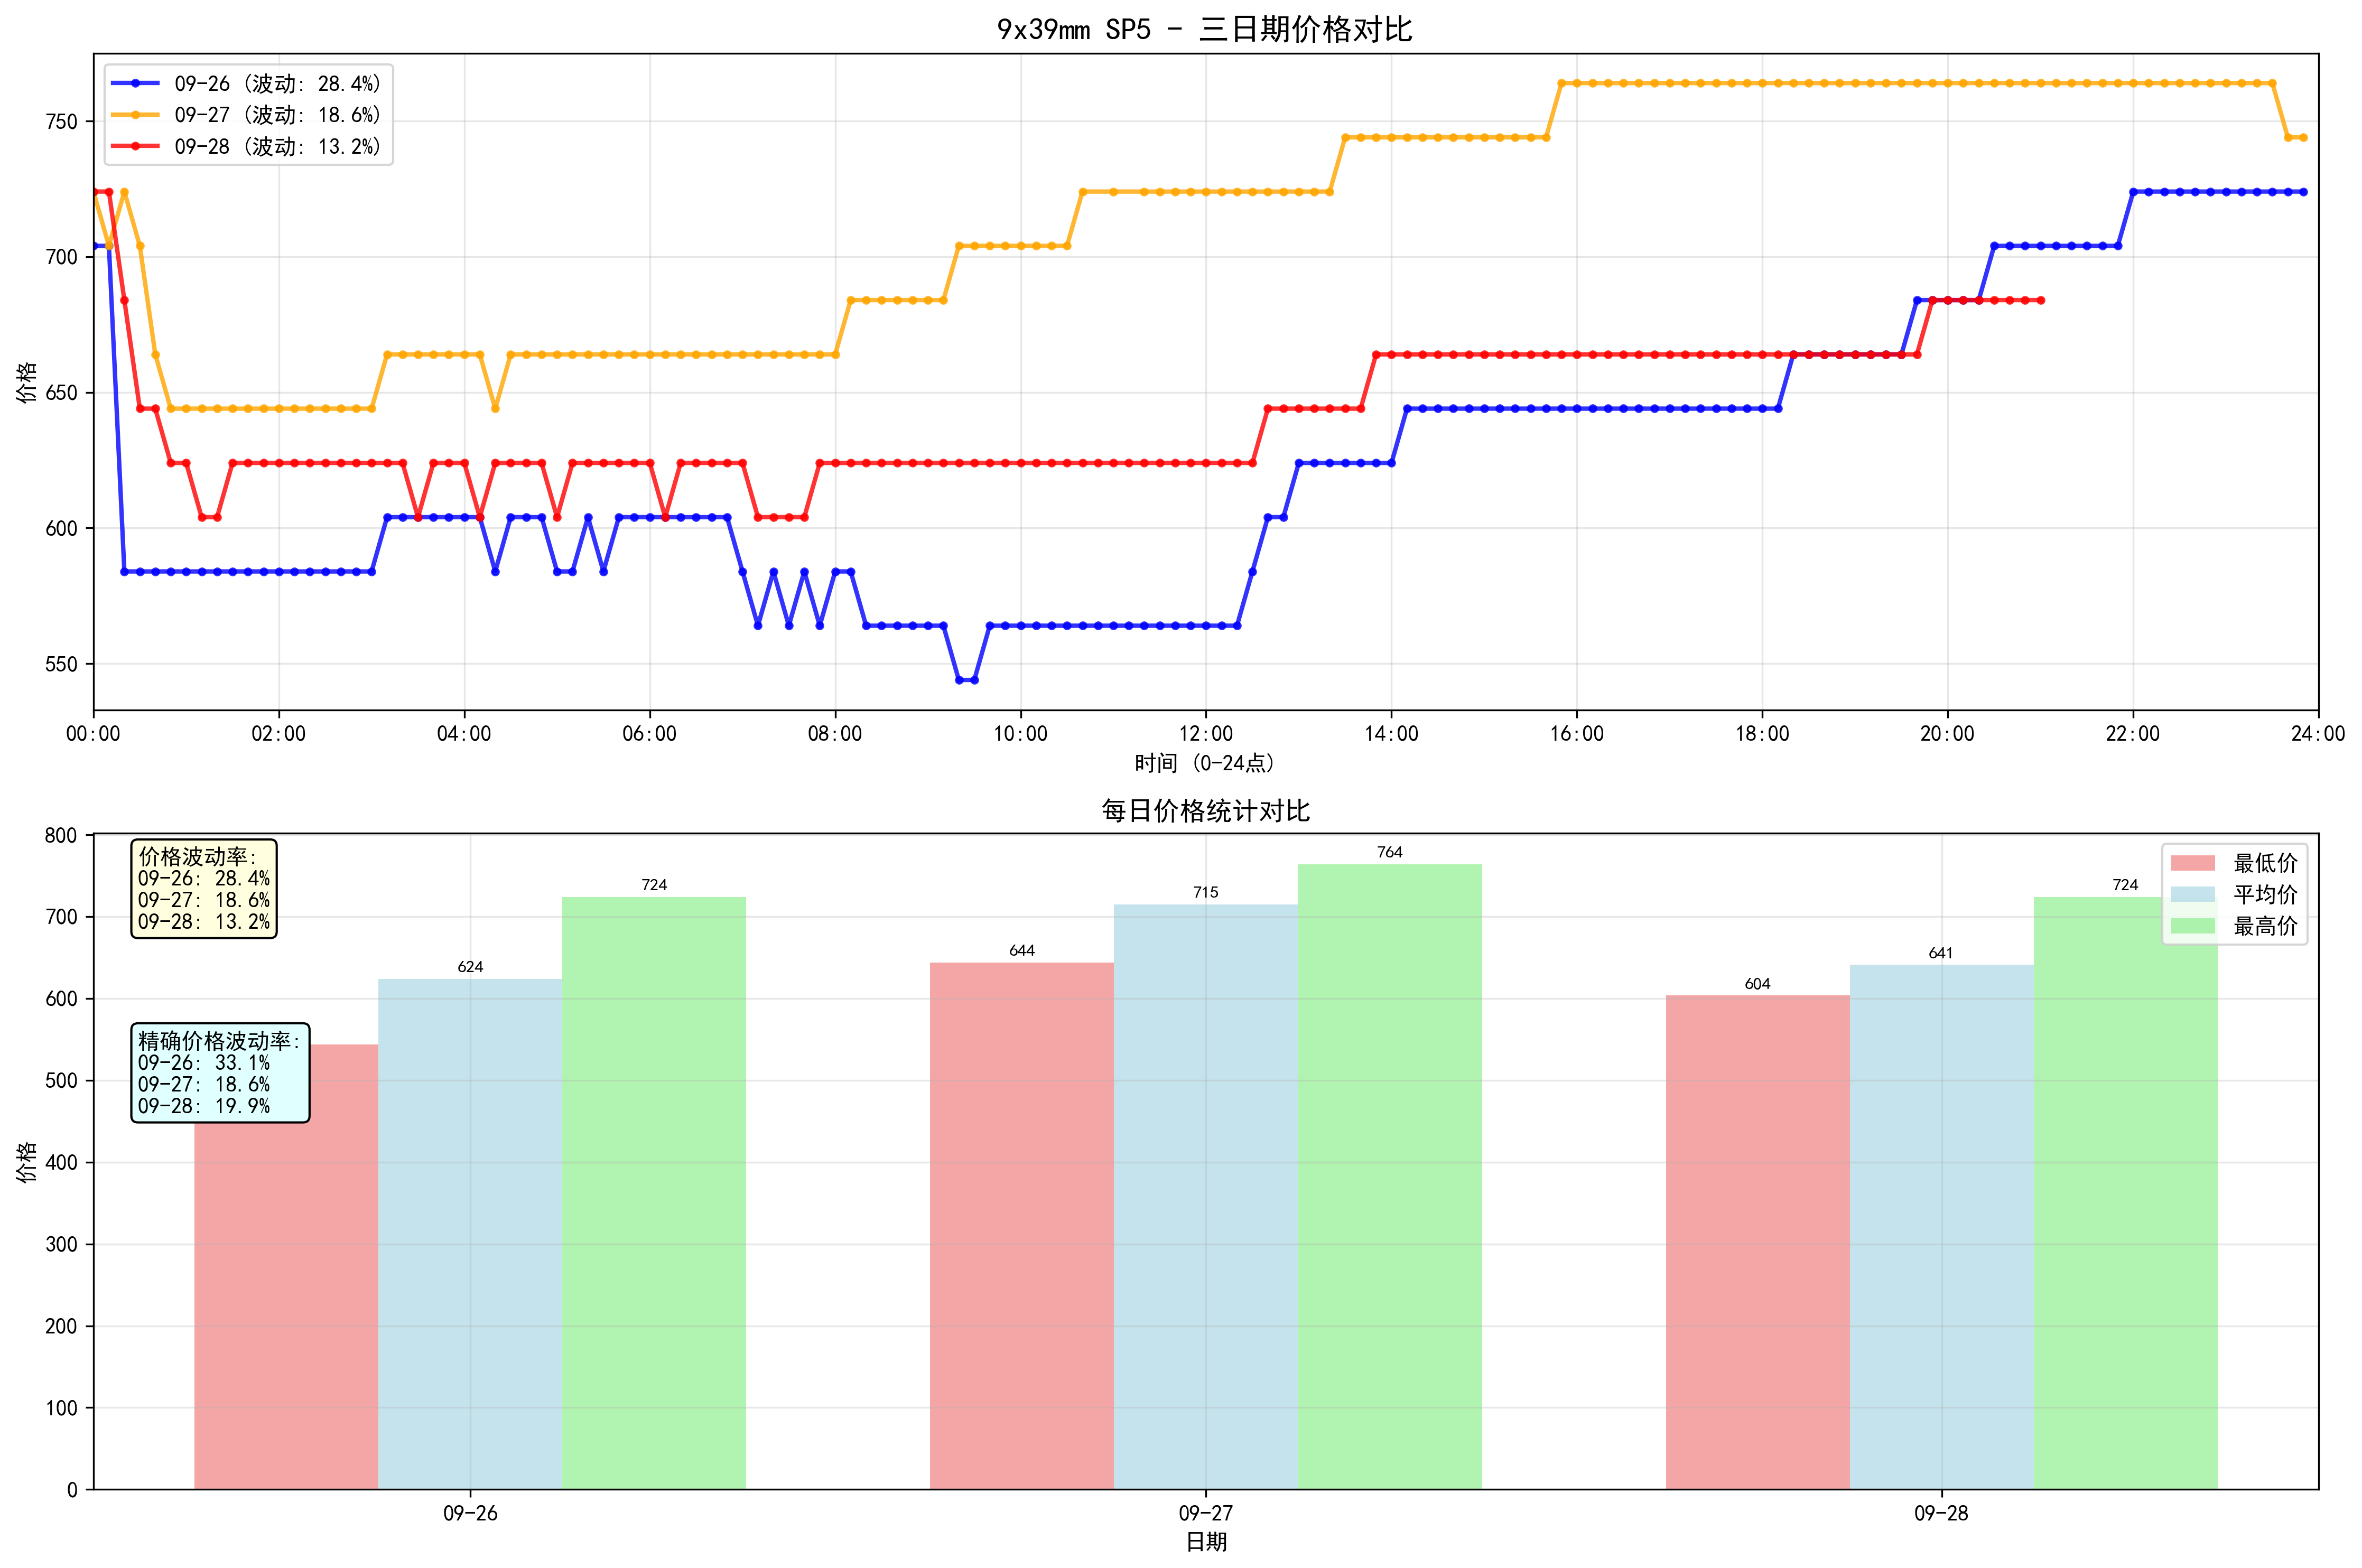 9x39mm SP5 - 三日期价格对比
09-26 (波动: 28.4%)
09-27 (波动: 18.6%)
09-28 (波动: 13.2%)
750
700
650
600
550
价格
00:00 02:00 04:00 06:00 08:00 10:00 12:00 14:00 16:00 18:00 20:00 22:00 24:00
时间 (0-24点)
每日价格统计对比
800
700
600
500
400
300
200
100
0
价格
价格波动率:
09-26: 28.4%
09-27: 18.6%
09-28: 13.2%
精确价格波动率:
09-26: 33.1%
09-27: 18.6%
09-28: 19.9%
624
724
644
715
764
604
641
724
最低价
平均价
最高价
09-26 09-27 09-28
日期